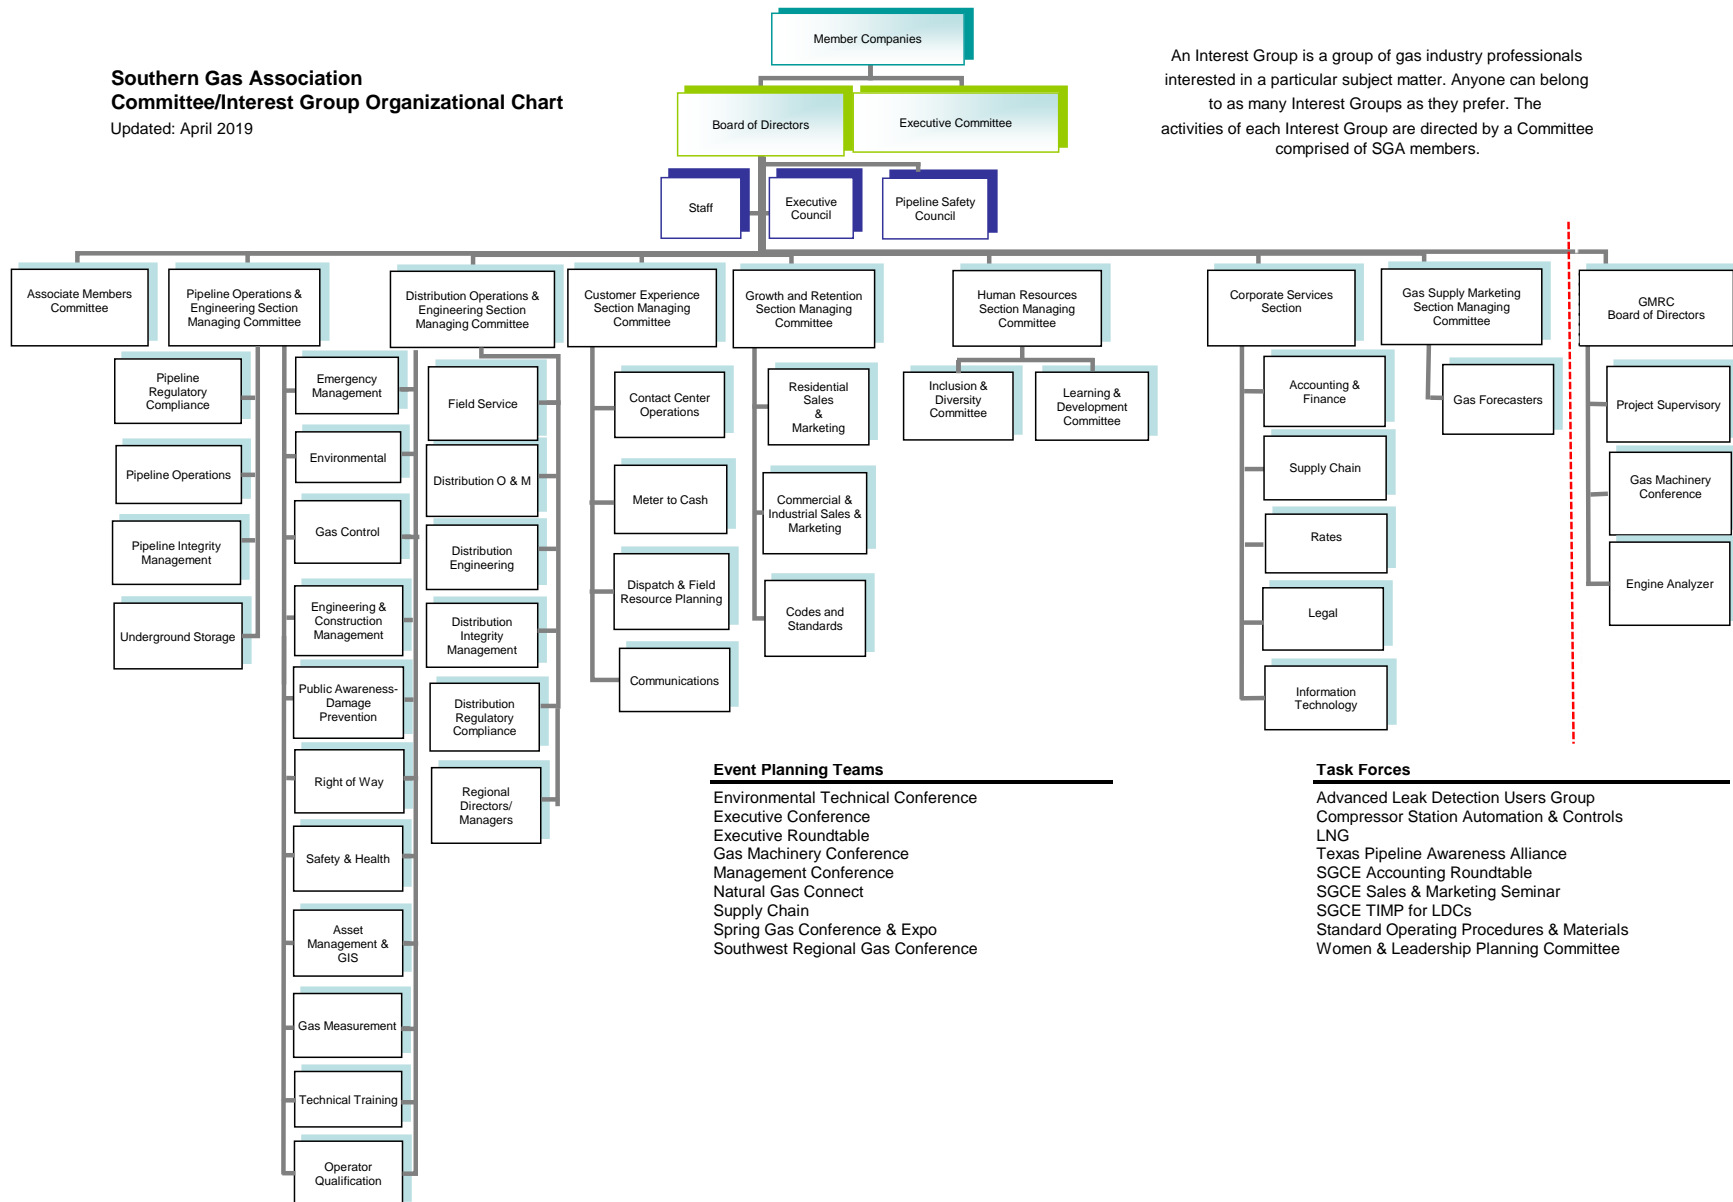 Member Companies
Southern Gas Association
Committee/Interest Group Organizational Chart
Updated: April 2019
An Interest Group is a group of gas industry professionals
interested in a particular subject matter. Anyone can belong
to as many Interest Groups as they prefer. The
activities of each Interest Group are directed by a Committee
comprised of SGA members.
Board of Directors
Executive Committee
Staff
Executive
Council
Pipeline Safety
Council
Associate Members
Committee
Pipeline Operations &
Engineering Section
Managing Committee
Distribution Operations &
Engineering Section
Managing Committee
Customer Experience
Section Managing
Committee
Growth and Retention
Section Managing
Committee
Human Resources
Section Managing
Committee
Corporate Services
Section
Gas Supply Marketing
Section Managing
Committee
GMRC
Board of Directors
Pipeline
Regulatory
Compliance
Pipeline Operations
Pipeline Integrity
Management
Underground Storage
Emergency
Management
Environmental
Gas Control
Engineering &
Construction
Management
Public Awareness-
Damage
Prevention
Right of Way
Safety & Health
Asset
Management &
GIS
Gas Measurement
Technical Training
Operator
Qualification
Field Service
Distribution O & M
Distribution
Engineering
Distribution
Integrity
Management
Distribution
Regulatory
Compliance
Regional
Directors/
Managers
Contact Center
Operations
Meter to Cash
Dispatch & Field
Resource Planning
Communications
Residential
Sales
&
Marketing
Commercial &
Industrial Sales &
Marketing
Codes and
Standards
Inclusion &
Diversity
Committee
Learning &
Development
Committee
Accounting &
Finance
Supply Chain
Rates
Legal
Information
Technology
Gas Forecasters
Project Supervisory
Gas Machinery
Conference
Engine Analyzer
Event Planning Teams
Environmental Technical Conference
Executive Conference
Executive Roundtable
Gas Machinery Conference
Management Conference
Natural Gas Connect
Supply Chain
Spring Gas Conference & Expo
Southwest Regional Gas Conference
Task Forces
Advanced Leak Detection Users Group
Compressor Station Automation & Controls
LNG
Texas Pipeline Awareness Alliance
SGCE Accounting Roundtable
SGCE Sales & Marketing Seminar
SGCE TIMP for LDCs
Standard Operating Procedures & Materials
Women & Leadership Planning Committee